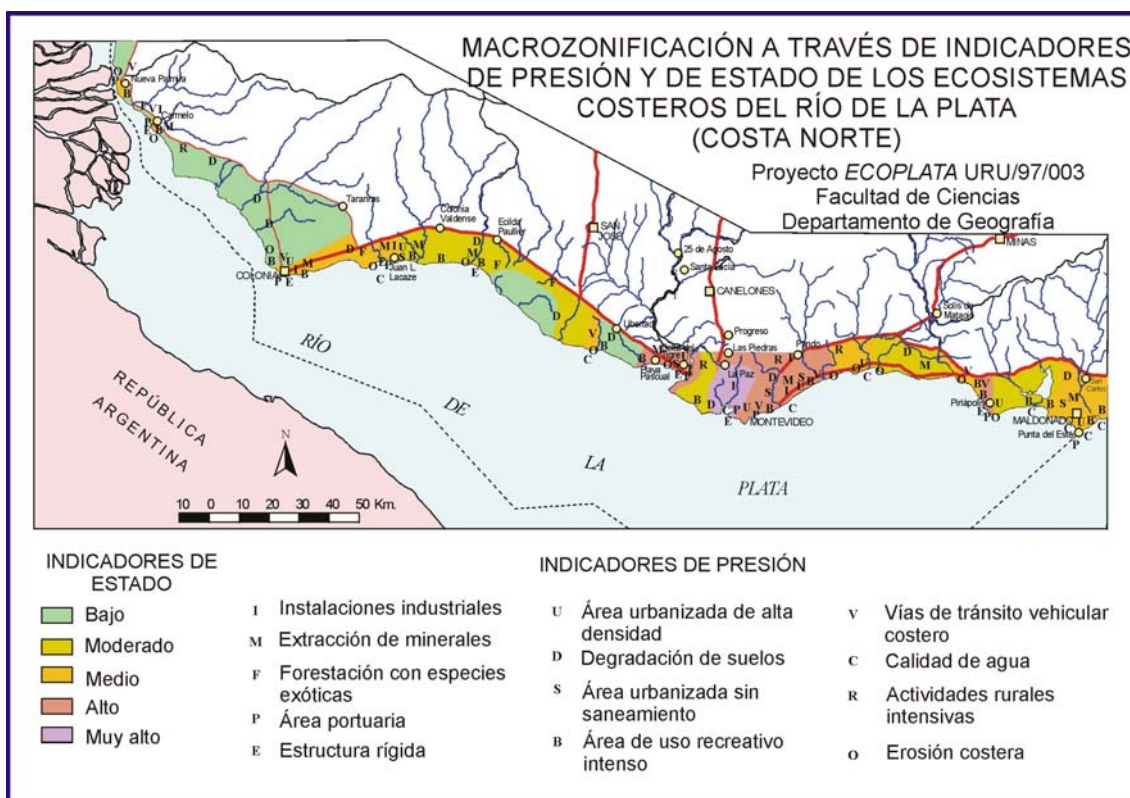 MACROZONIFICACIÓN A TRAVÉS DE INDICADORES
DE PRESIÓN Y DE ESTADO DE LOS ECOSISTEMAS
COSTEROS DEL RÍO DE LA PLATA
(COSTA NORTE)
Proyecto ECOPLATA URU/97/003
Facultad de Ciencias
Departamento de Geografía
Nueva Palmira
Carmelo
Tarariras
COLONIA
Juan L.
Lacaze
Colonia
Valdense
Ecilda
Paullier
SAN
JOSÉ
Libertad
Playa
Pascual
25 de Agosto
Santa Lucía
CANELONES
Progreso
Las Piedras
La Paz
Pando
MONTEVIDEO
MINAS
Solís de
Mataojo
Piriápolis
San
Carlos
MALDONADO
Punta del Este
RÍO
DE
LA
PLATA
REPÚBLICA
ARGENTINA
N
10 0 10 20 30 40 50 Km.
INDICADORES DE
ESTADO
Bajo
Moderado
Medio
Alto
Muy alto
INDICADORES DE PRESIÓN
I Instalaciones industriales
M Extracción de minerales
F Forestación con especies
exóticas
P Área portuaria
E Estructura rígida
U Área urbanizada de alta
densidad
D Degradación de suelos
S Área urbanizada sin
saneamiento
B Área de uso recreativo
intenso
V Vías de tránsito vehicular
costero
C Calidad de agua
R Actividades rurales
intensivas
O Erosión costera